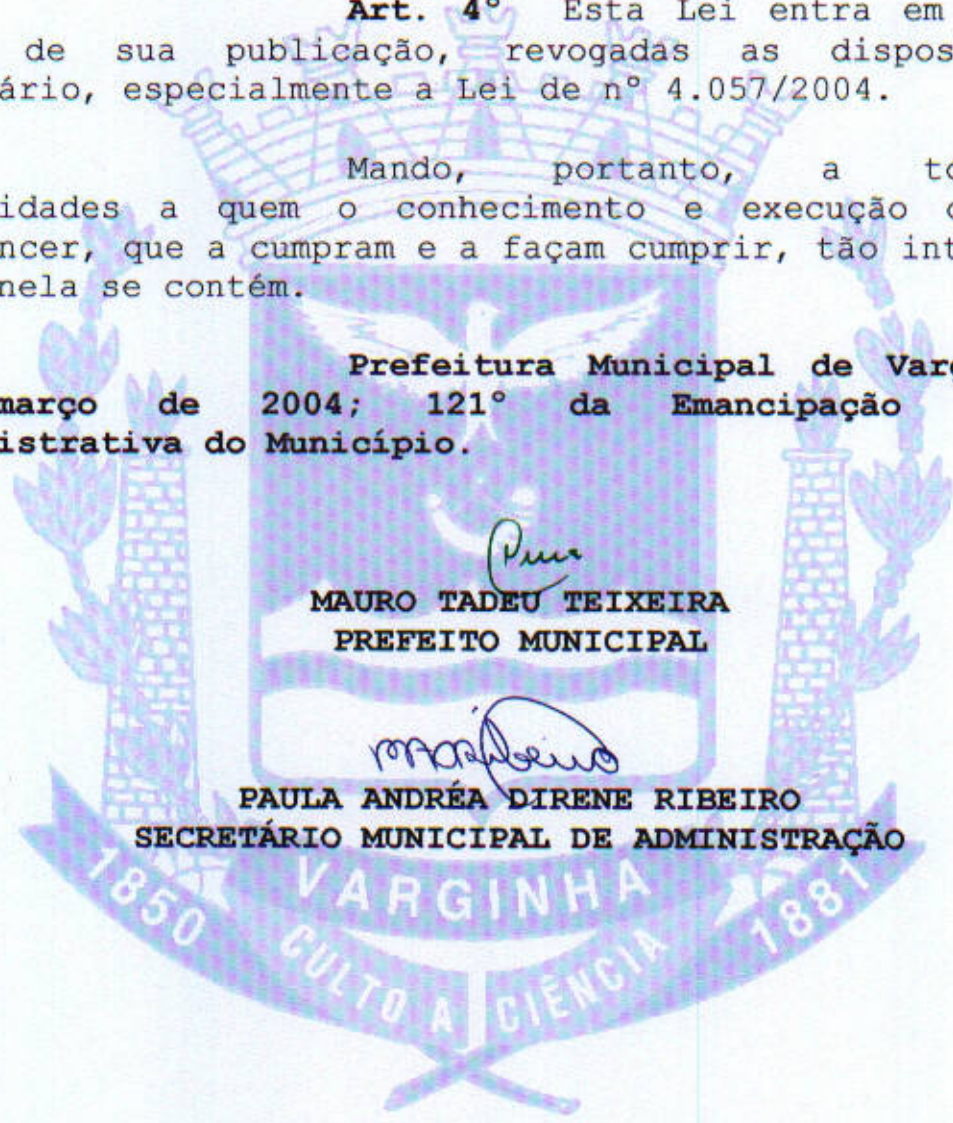 Art. 4º Esta Lei entra em
de sua publicação, revogadas as dispos
ário, especialmente a Lei de nº 4.057/2004.
Mando, portanto, a to
idades a quem o conhecimento e execução
ncer, que a cumpram e a façam cumprir, tão int
nela se contém.
Prefeitura Municipal de Varg
março de 2004; 121º da Emancipação
istrativa do Município.
MAURO TADEU TEIXEIRA
PREFEITO MUNICIPAL
PAULA ANDRÉA DIRENE RIBEIRO
SECRETÁRIO MUNICIPAL DE ADMINISTRAÇÃO
VARGINHA
1850 CULTO A CIÊNCIA 1881